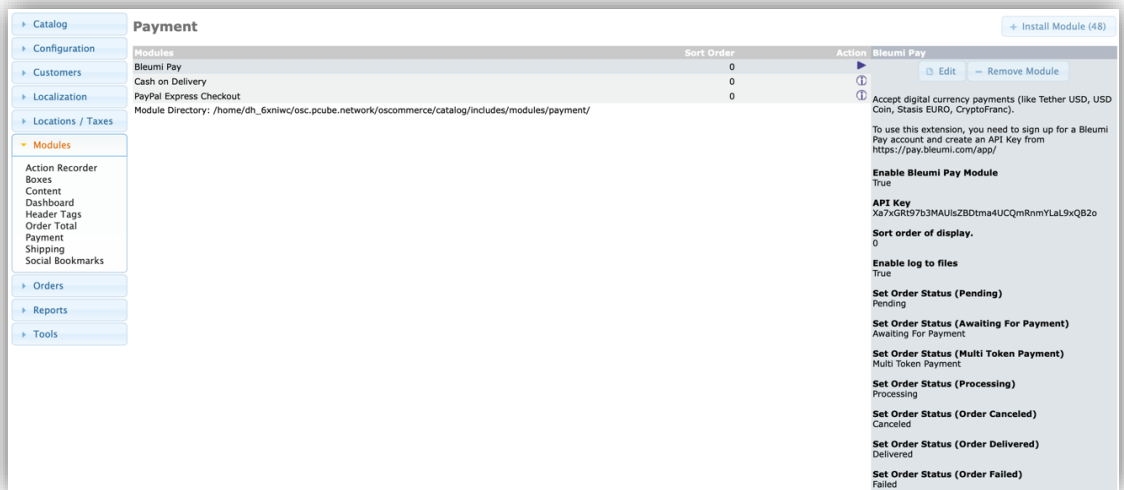 Catalog
Configuration
Customers
Localization
Locations / Taxes
Modules
Action Recorder
Boxes
Content
Dashboard
Header Tags
Order Total
Payment
Shipping
Social Bookmarks
Orders
Reports
Tools
Payment
+ Install Module (48)
Modules Sort Order Action
Bleumi Pay 0
Cash on Delivery 0
PayPal Express Checkout 0
Module Directory: /home/dh_6xniwc/osc.pcube.network/oscommerce/catalog/includes/modules/payment/
Bleumi Pay
Edit − Remove Module
Accept digital currency payments (like Tether USD, USD
Coin, Stasis EURO, CryptoFranc).
To use this extension, you need to sign up for a Bleumi
Pay account and create an API Key from
https://pay.bleumi.com/app/
Enable Bleumi Pay Module
True
API Key
Xa7xGRt97b3MAUlsZBDtma4UCQmRnmYLaL9xQB2o
Sort order of display.
0
Enable log to files
True
Set Order Status (Pending)
Pending
Set Order Status (Awaiting For Payment)
Awaiting For Payment
Set Order Status (Multi Token Payment)
Multi Token Payment
Set Order Status (Processing)
Processing
Set Order Status (Order Canceled)
Canceled
Set Order Status (Order Delivered)
Delivered
Set Order Status (Order Failed)
Failed